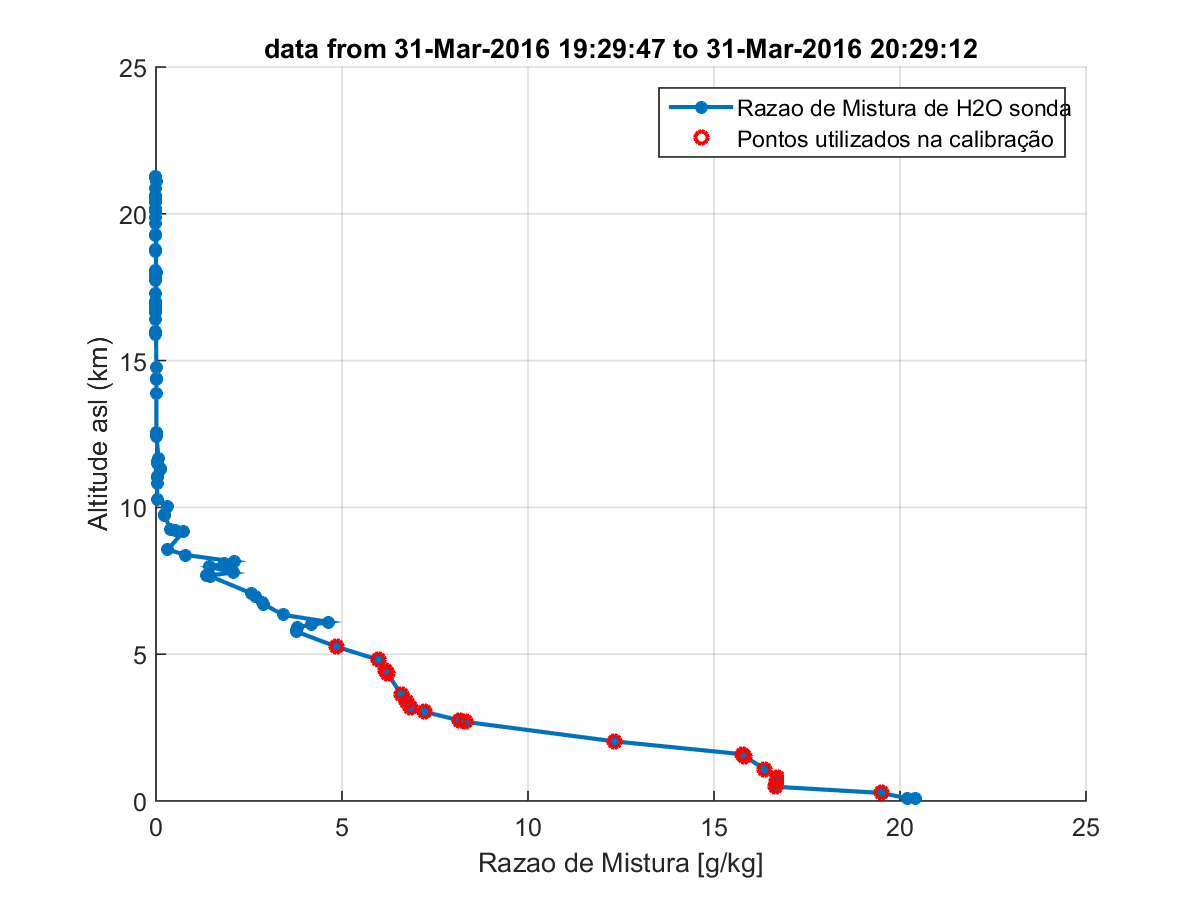 data from 31-Mar-2016 19:29:47 to 31-Mar-2016 20:29:12
25
20
15
10
5
0
Altitude asl (km)
Razao de Mistura de H2O sonda
Pontos utilizados na calibração
0 5 10 15 20 25
Razao de Mistura [g/kg]